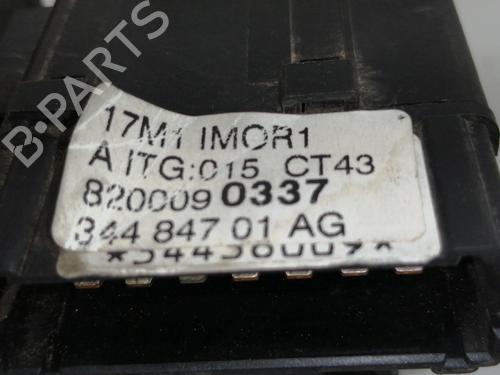 B-PARTS
17M1 IMOR1
A ITG:015 CT43
820009 0337
344 847 01 AG